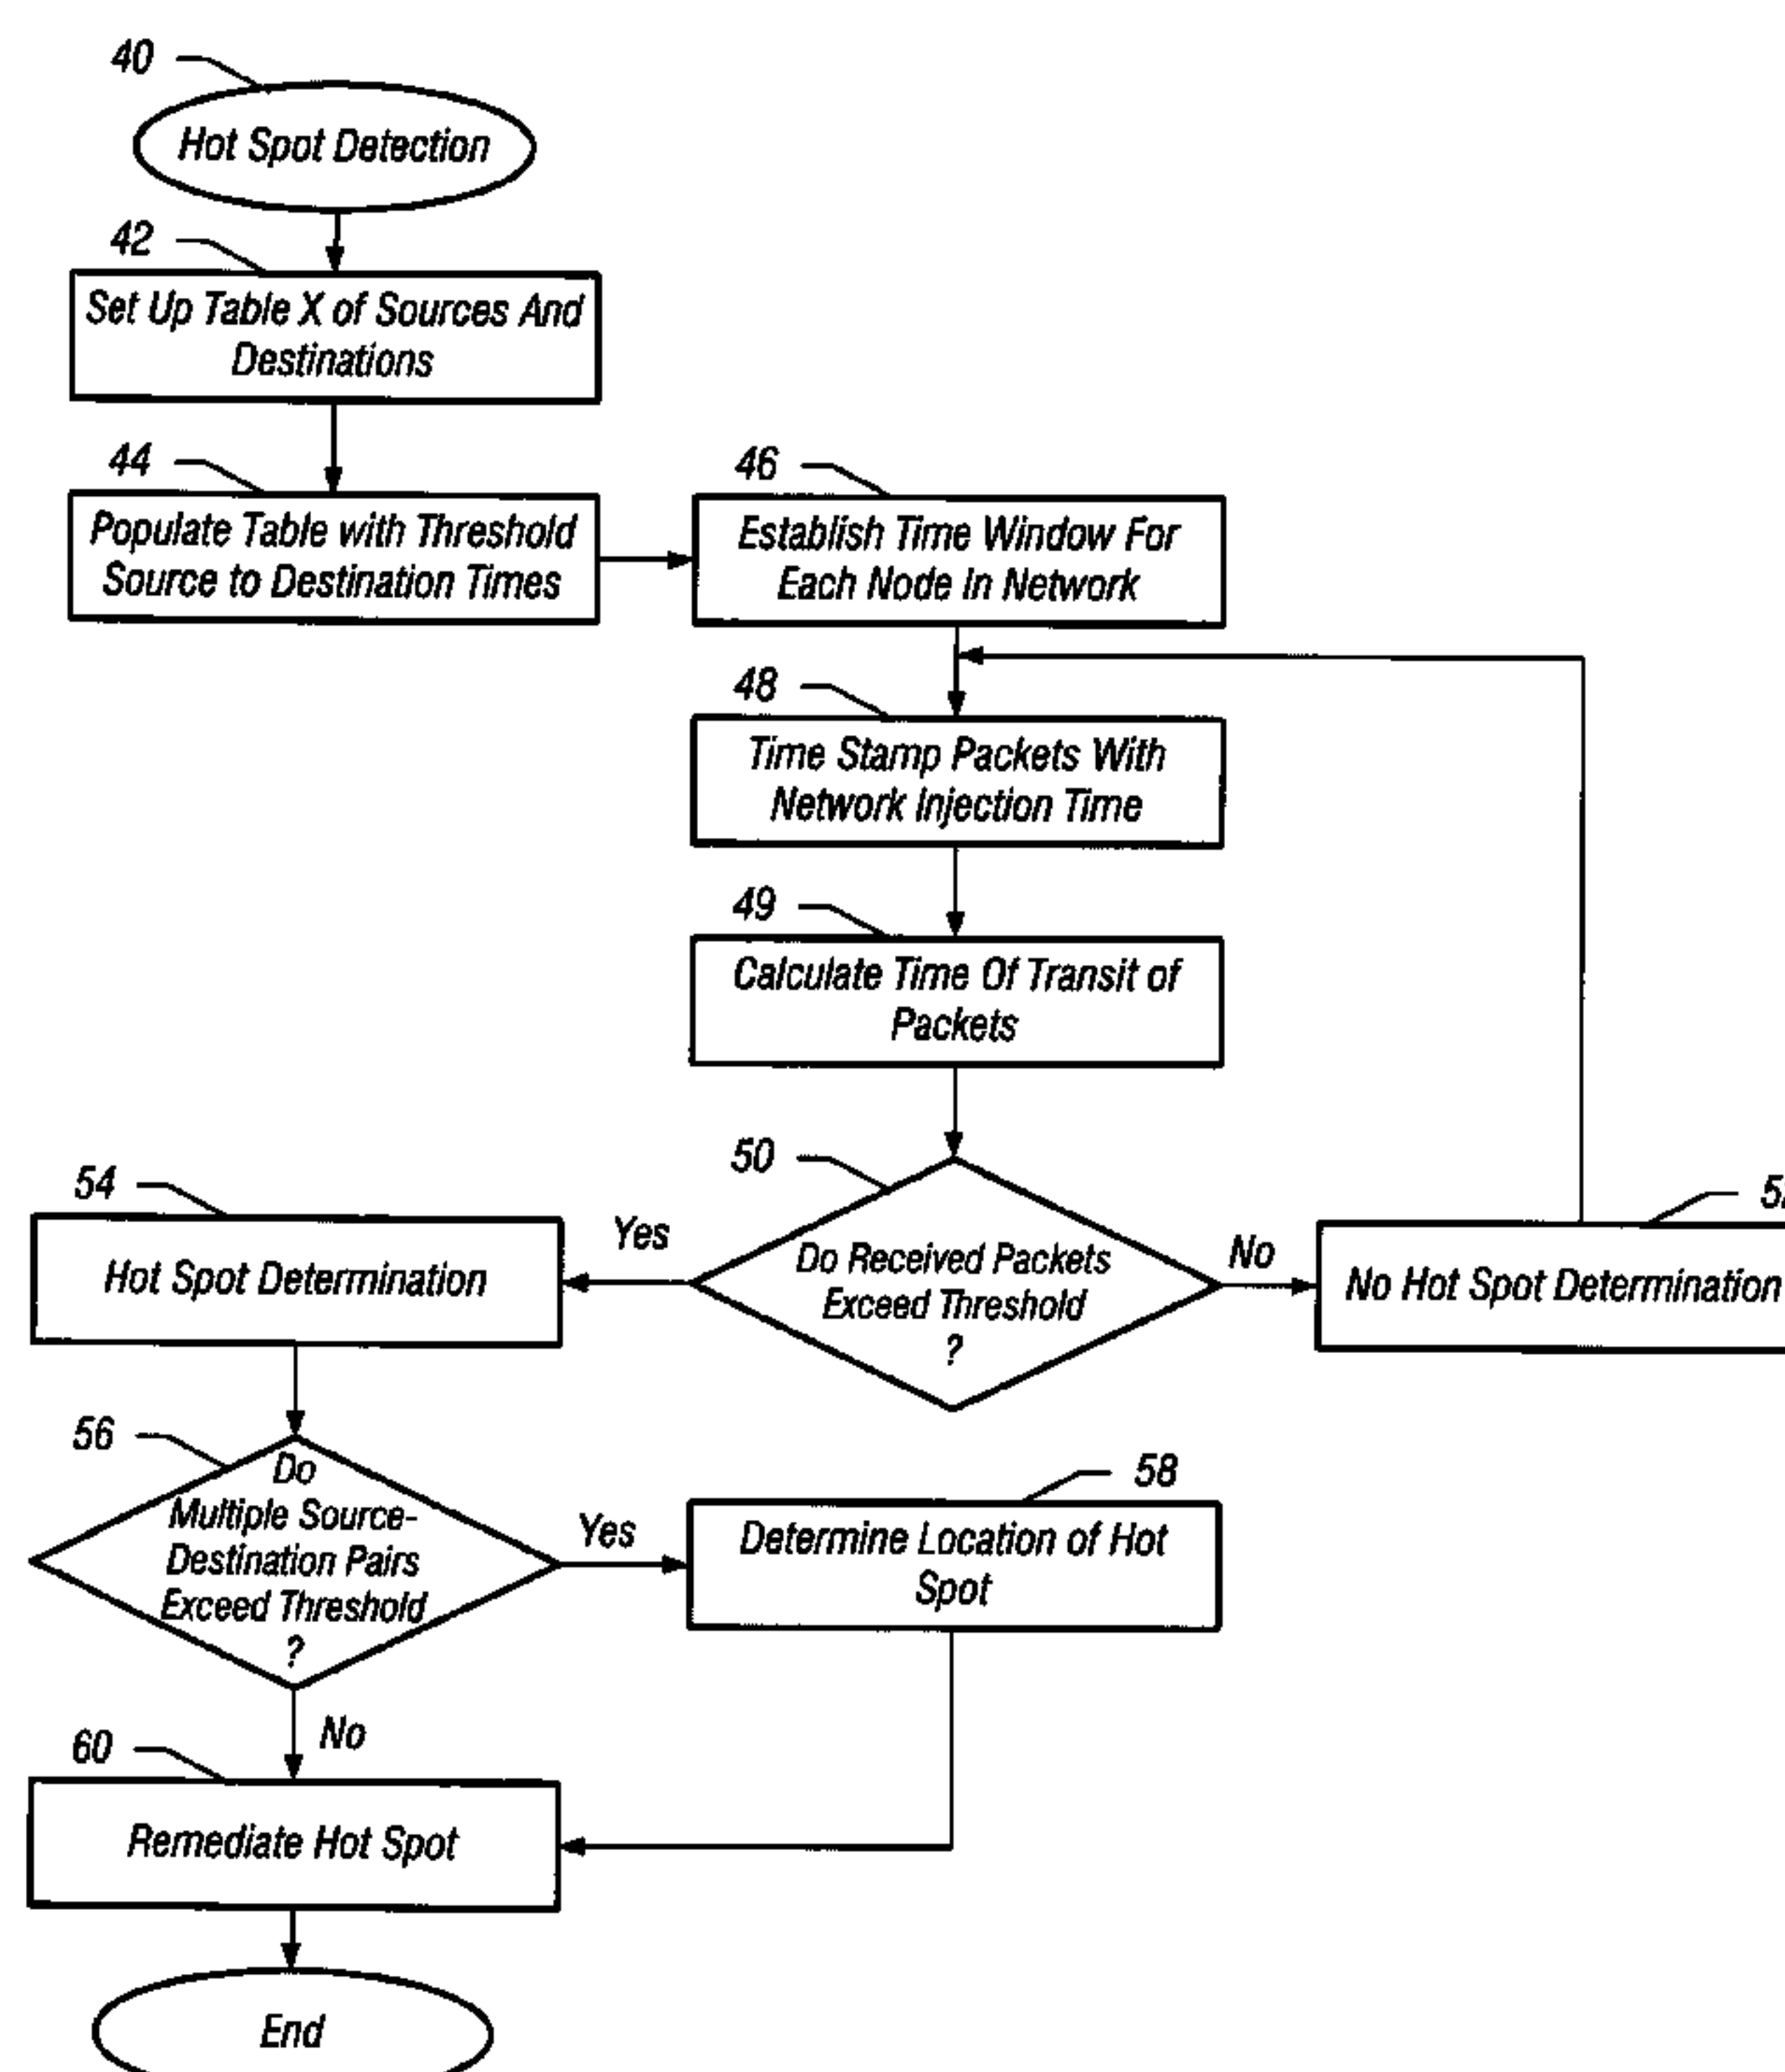 40
Hot Spot Detection
42
Set Up Table X of Sources And
Destinations
44
Populate Table with Threshold
Source to Destination Times
46
Establish Time Window For
Each Node In Network
48
Time Stamp Packets With
Network Injection Time
49
Calculate Time Of Transit of
Packets
50
Do Received Packets
Exceed Threshold
?
Yes
No
54
Hot Spot Determination
No Hot Spot Determination
56
Do
Multiple Source-
Destination Pairs
Exceed Threshold
?
Yes
No
58
Determine Location of Hot
Spot
60
Remediate Hot Spot
End